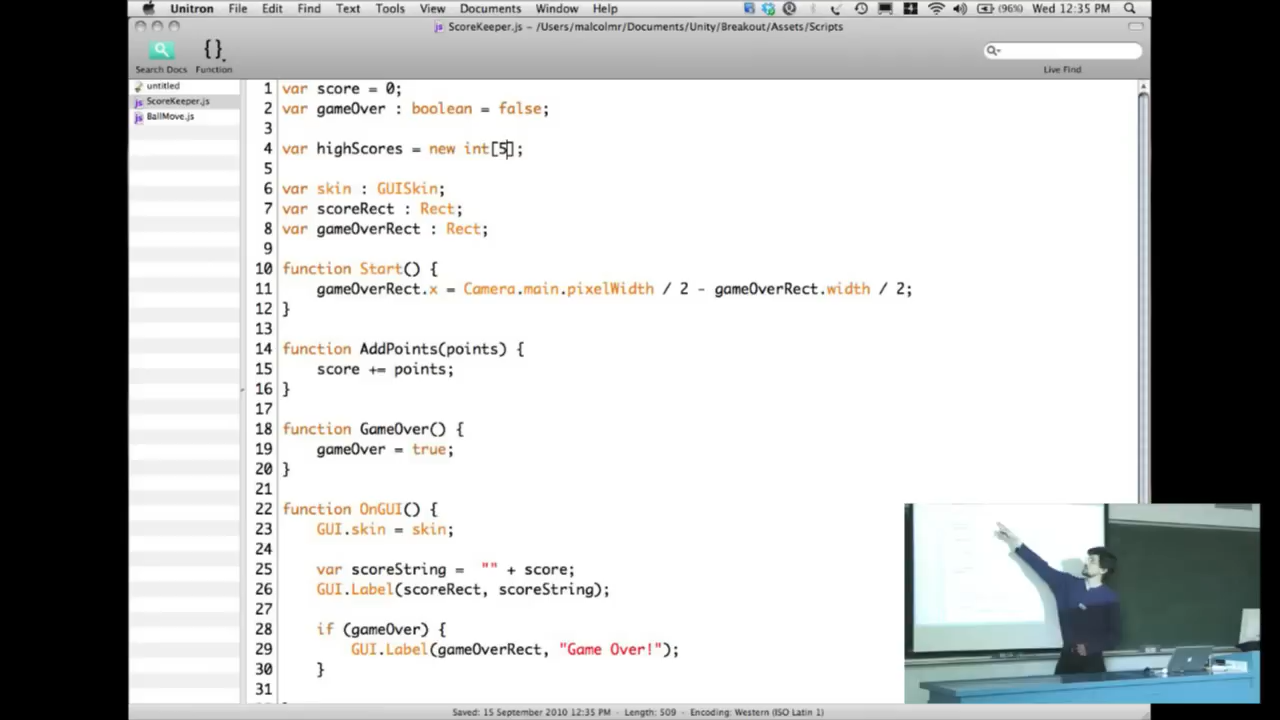 Unitron File Edit Find Text Tools View Documents Window Help (96%) Wed 12:35 PM
ScoreKeeper.js – /Users/malcolmr/Documents/Unity/Breakout/Assets/Scripts
{}
Search Docs Function Live Find
untitled
ScoreKeeper.js
BallMove.js
1 var score = 0;
2 var gameOver : boolean = false;
3
4 var highScores = new int[5];
5
6 var skin : GUISkin;
7 var scoreRect : Rect;
8 var gameOverRect : Rect;
9
10 function Start() {
11 gameOverRect.x = Camera.main.pixelWidth / 2 - gameOverRect.width / 2;
12 }
13
14 function AddPoints(points) {
15 score += points;
16 }
17
18 function GameOver() {
19 gameOver = true;
20 }
21
22 function OnGUI() {
23 GUI.skin = skin;
24
25 var scoreString = "" + score;
26 GUI.Label(scoreRect, scoreString);
27
28 if (gameOver) {
29 GUI.Label(gameOverRect, "Game Over!");
30 }
31
Saved: 15 September 2010 12:35 PM - Length: 509 - Encoding: Western (ISO Latin 1)